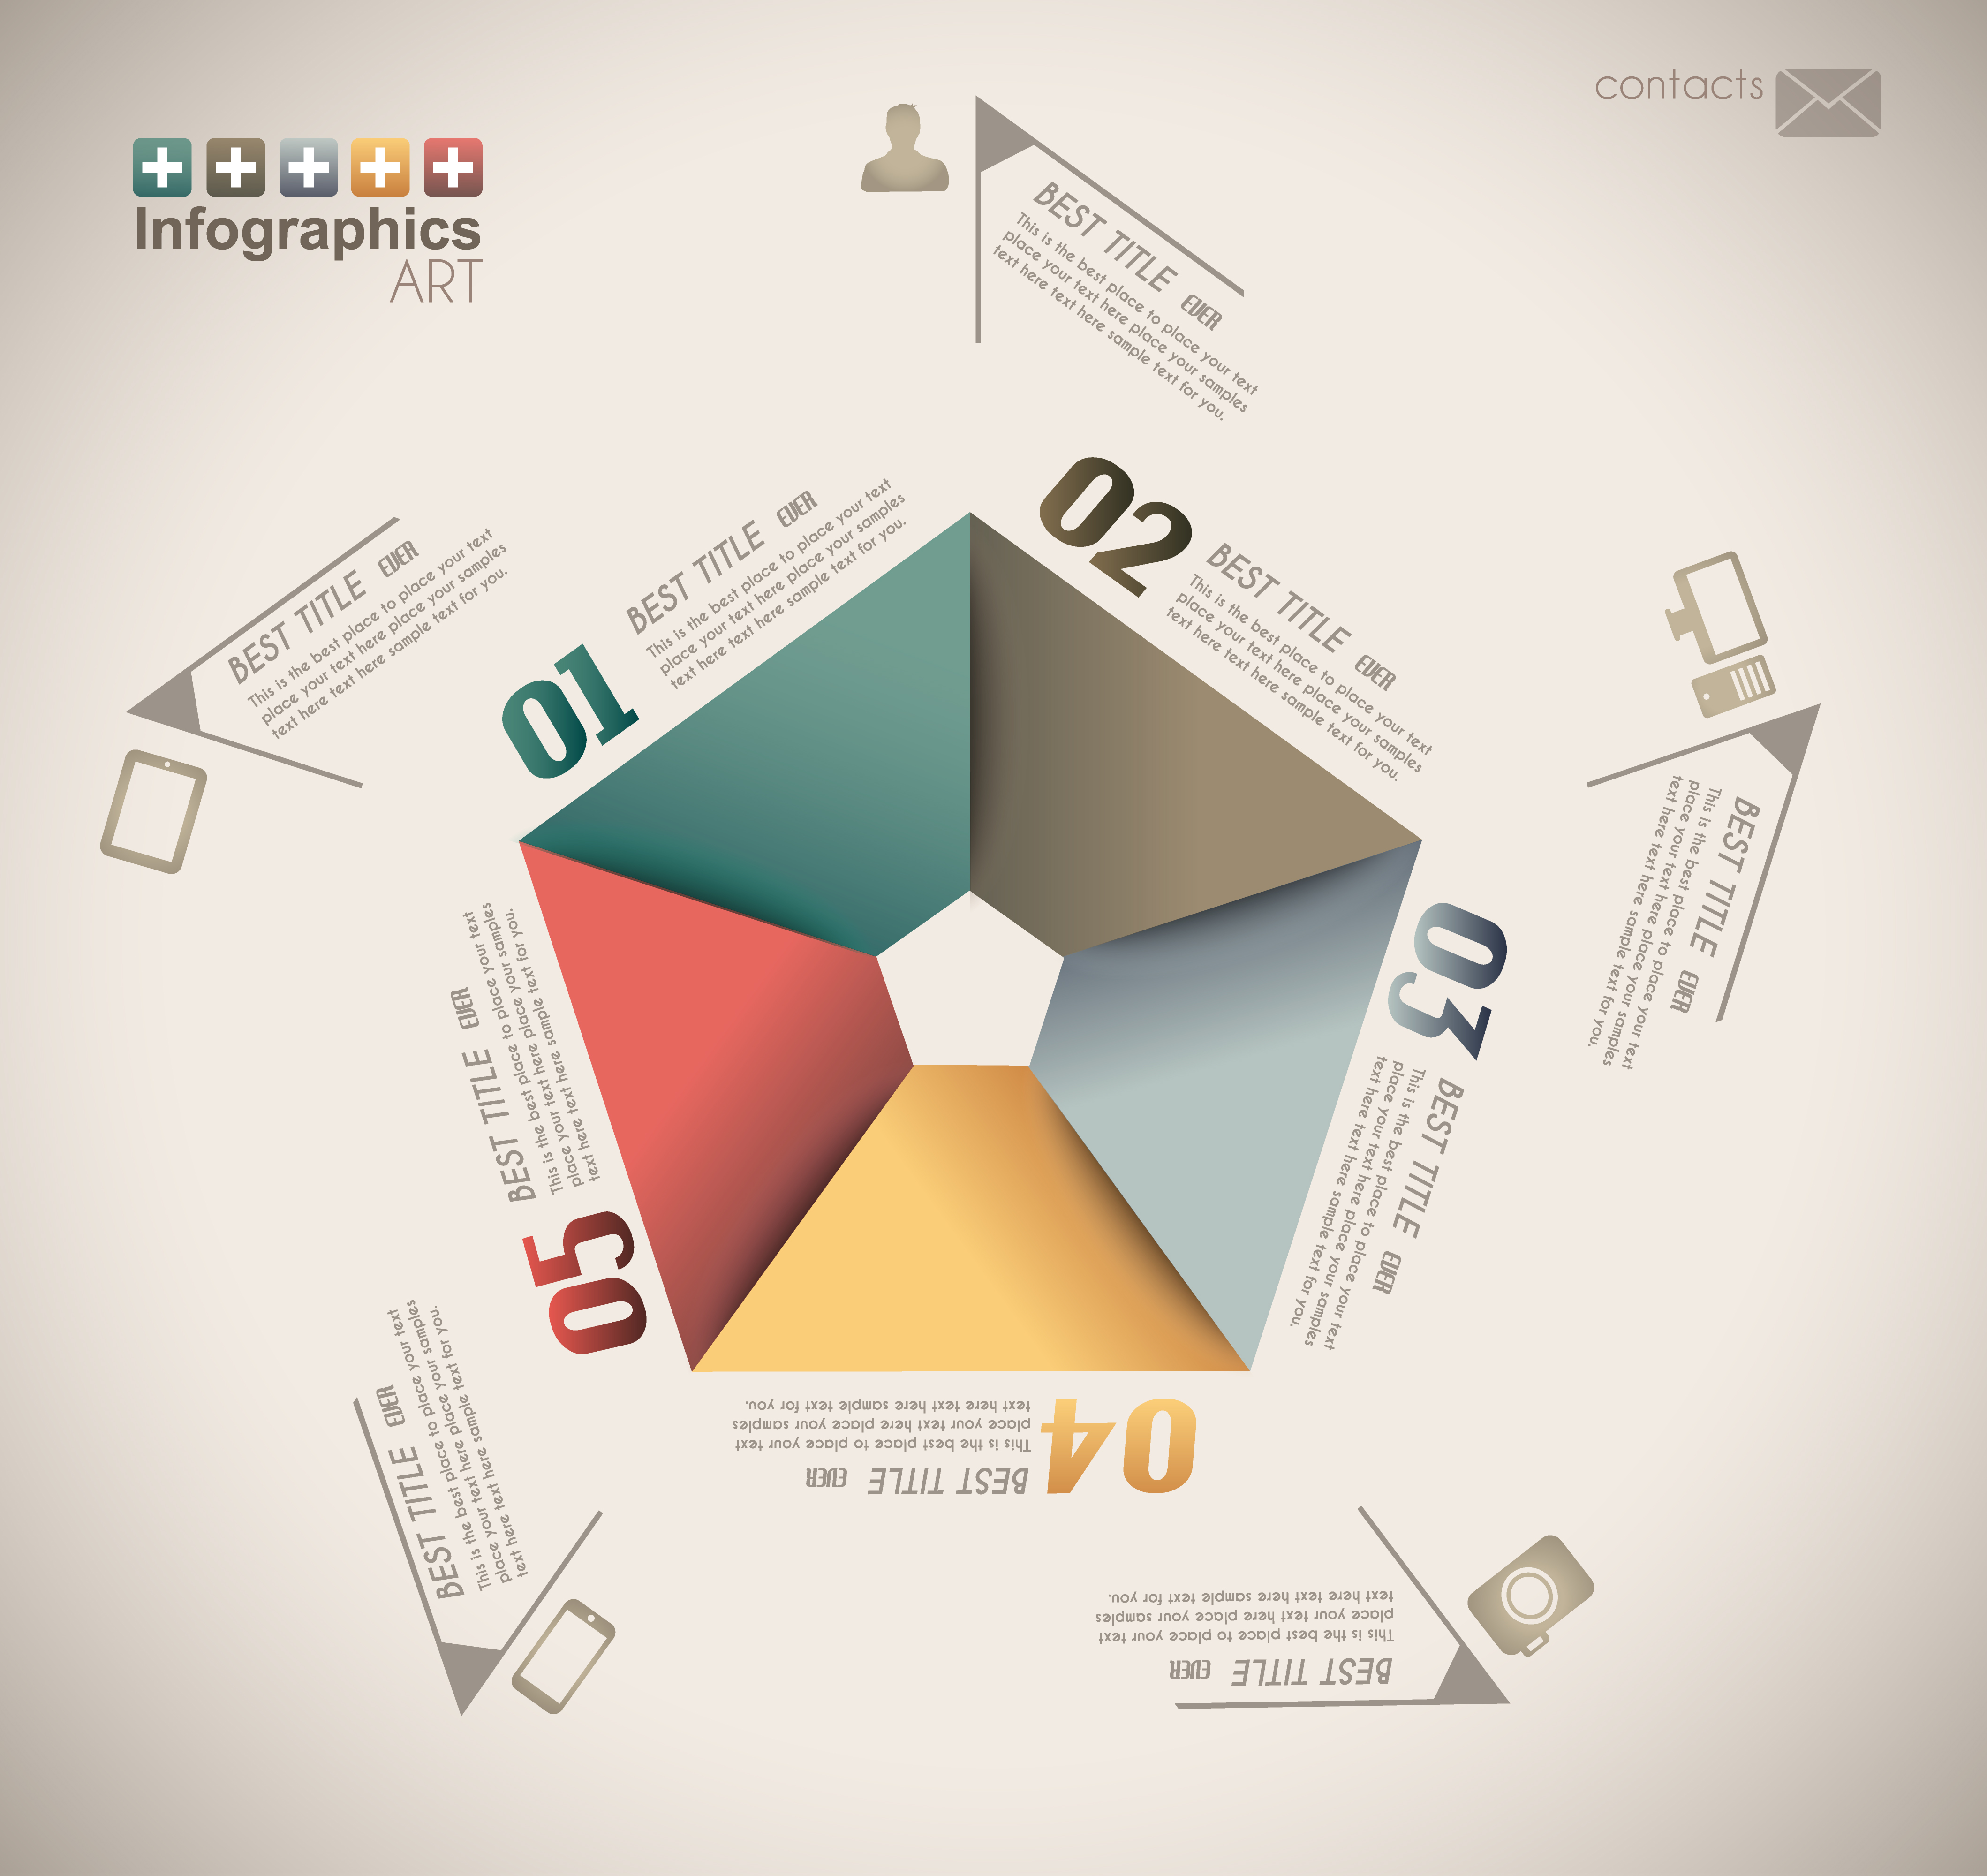 Infographics
ART
contacts
BEST TITLE EVER
This is the best place to place your text
place your text here place your samples
text here text here sample text for you.
01
BEST TITLE EVER
This is the best place to place your text
place your text here place your samples
text here text here sample text for you.
02
BEST TITLE EVER
This is the best place to place your text
place your text here place your samples
text here text here sample text for you.
03
BEST TITLE EVER
This is the best place to place your text
place your text here place your samples
text here text here sample text for you.
04
BEST TITLE EVER
This is the best place to place your text
place your text here place your samples
text here text here sample text for you.
05
BEST TITLE EVER
This is the best place to place your text
place your text here place your samples
text here text here sample text for you.
BEST TITLE EVER
This is the best place to place your text
place your text here place your samples
text here text here sample text for you.
BEST TITLE EVER
This is the best place to place your text
place your text here place your samples
text here text here sample text for you.
BEST TITLE EVER
This is the best place to place your text
place your text here place your samples
text here text here sample text for you.
BEST TITLE EVER
This is the best place to place your text
place your text here place your samples
text here text here sample text for you.